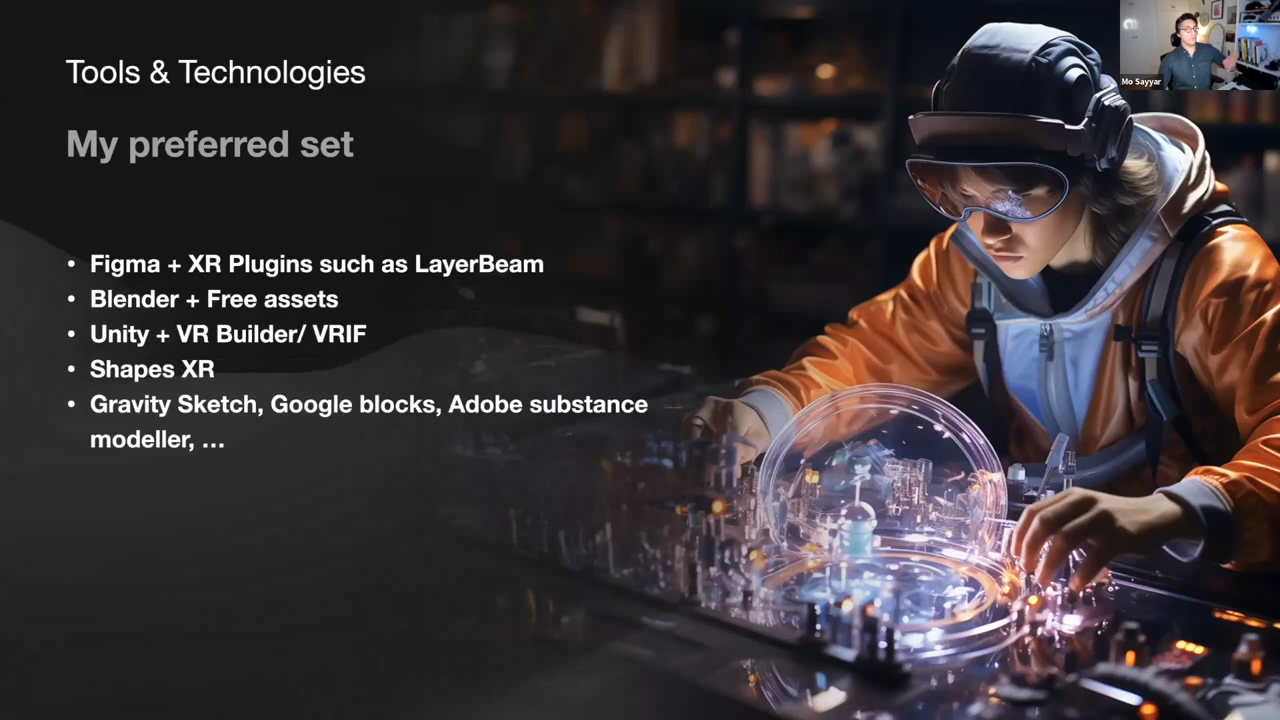 Tools & Technologies
My preferred set
• Figma + XR Plugins such as LayerBeam
• Blender + Free assets
• Unity + VR Builder/ VRIF
• Shapes XR
• Gravity Sketch, Google blocks, Adobe substance
modeller, …
Mo Sayyar